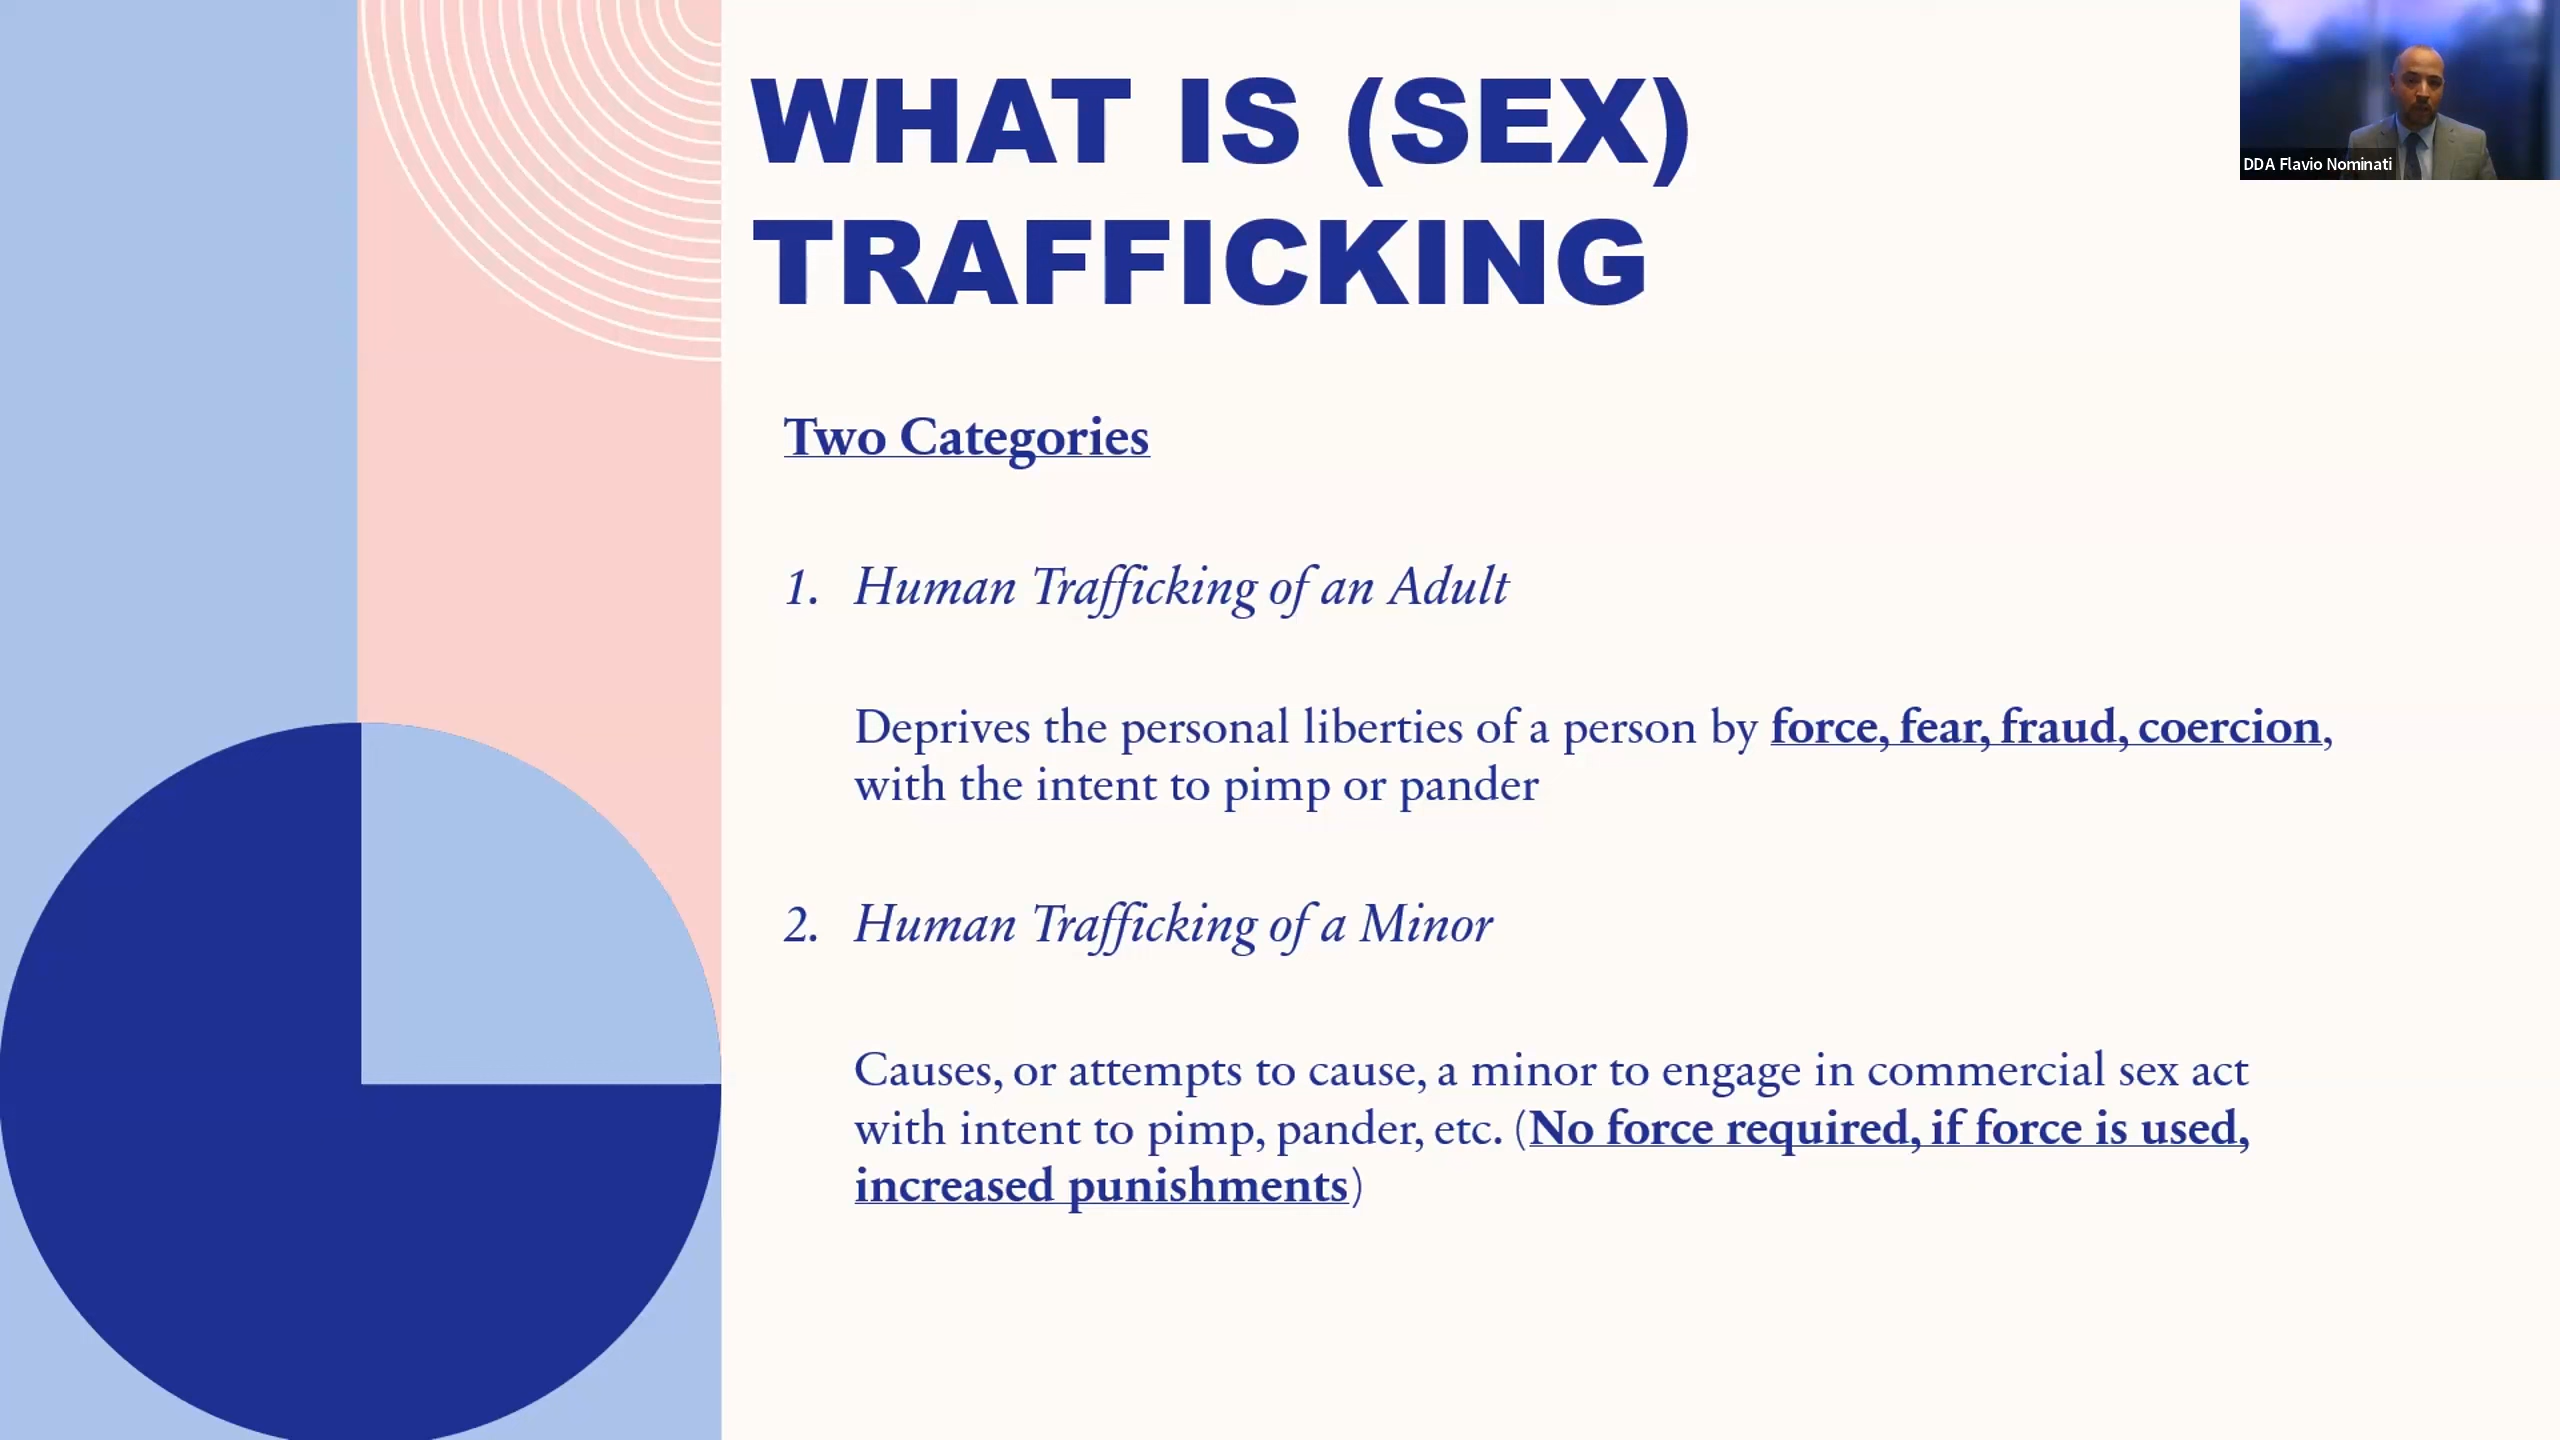 WHAT IS (SEX)
TRAFFICKING
DDA Flavio Nominati
Two Categories
1. Human Trafficking of an Adult
Deprives the personal liberties of a person by force, fear, fraud, coercion,
with the intent to pimp or pander
2. Human Trafficking of a Minor
Causes, or attempts to cause, a minor to engage in commercial sex act
with intent to pimp, pander, etc. (No force required, if force is used,
increased punishments)